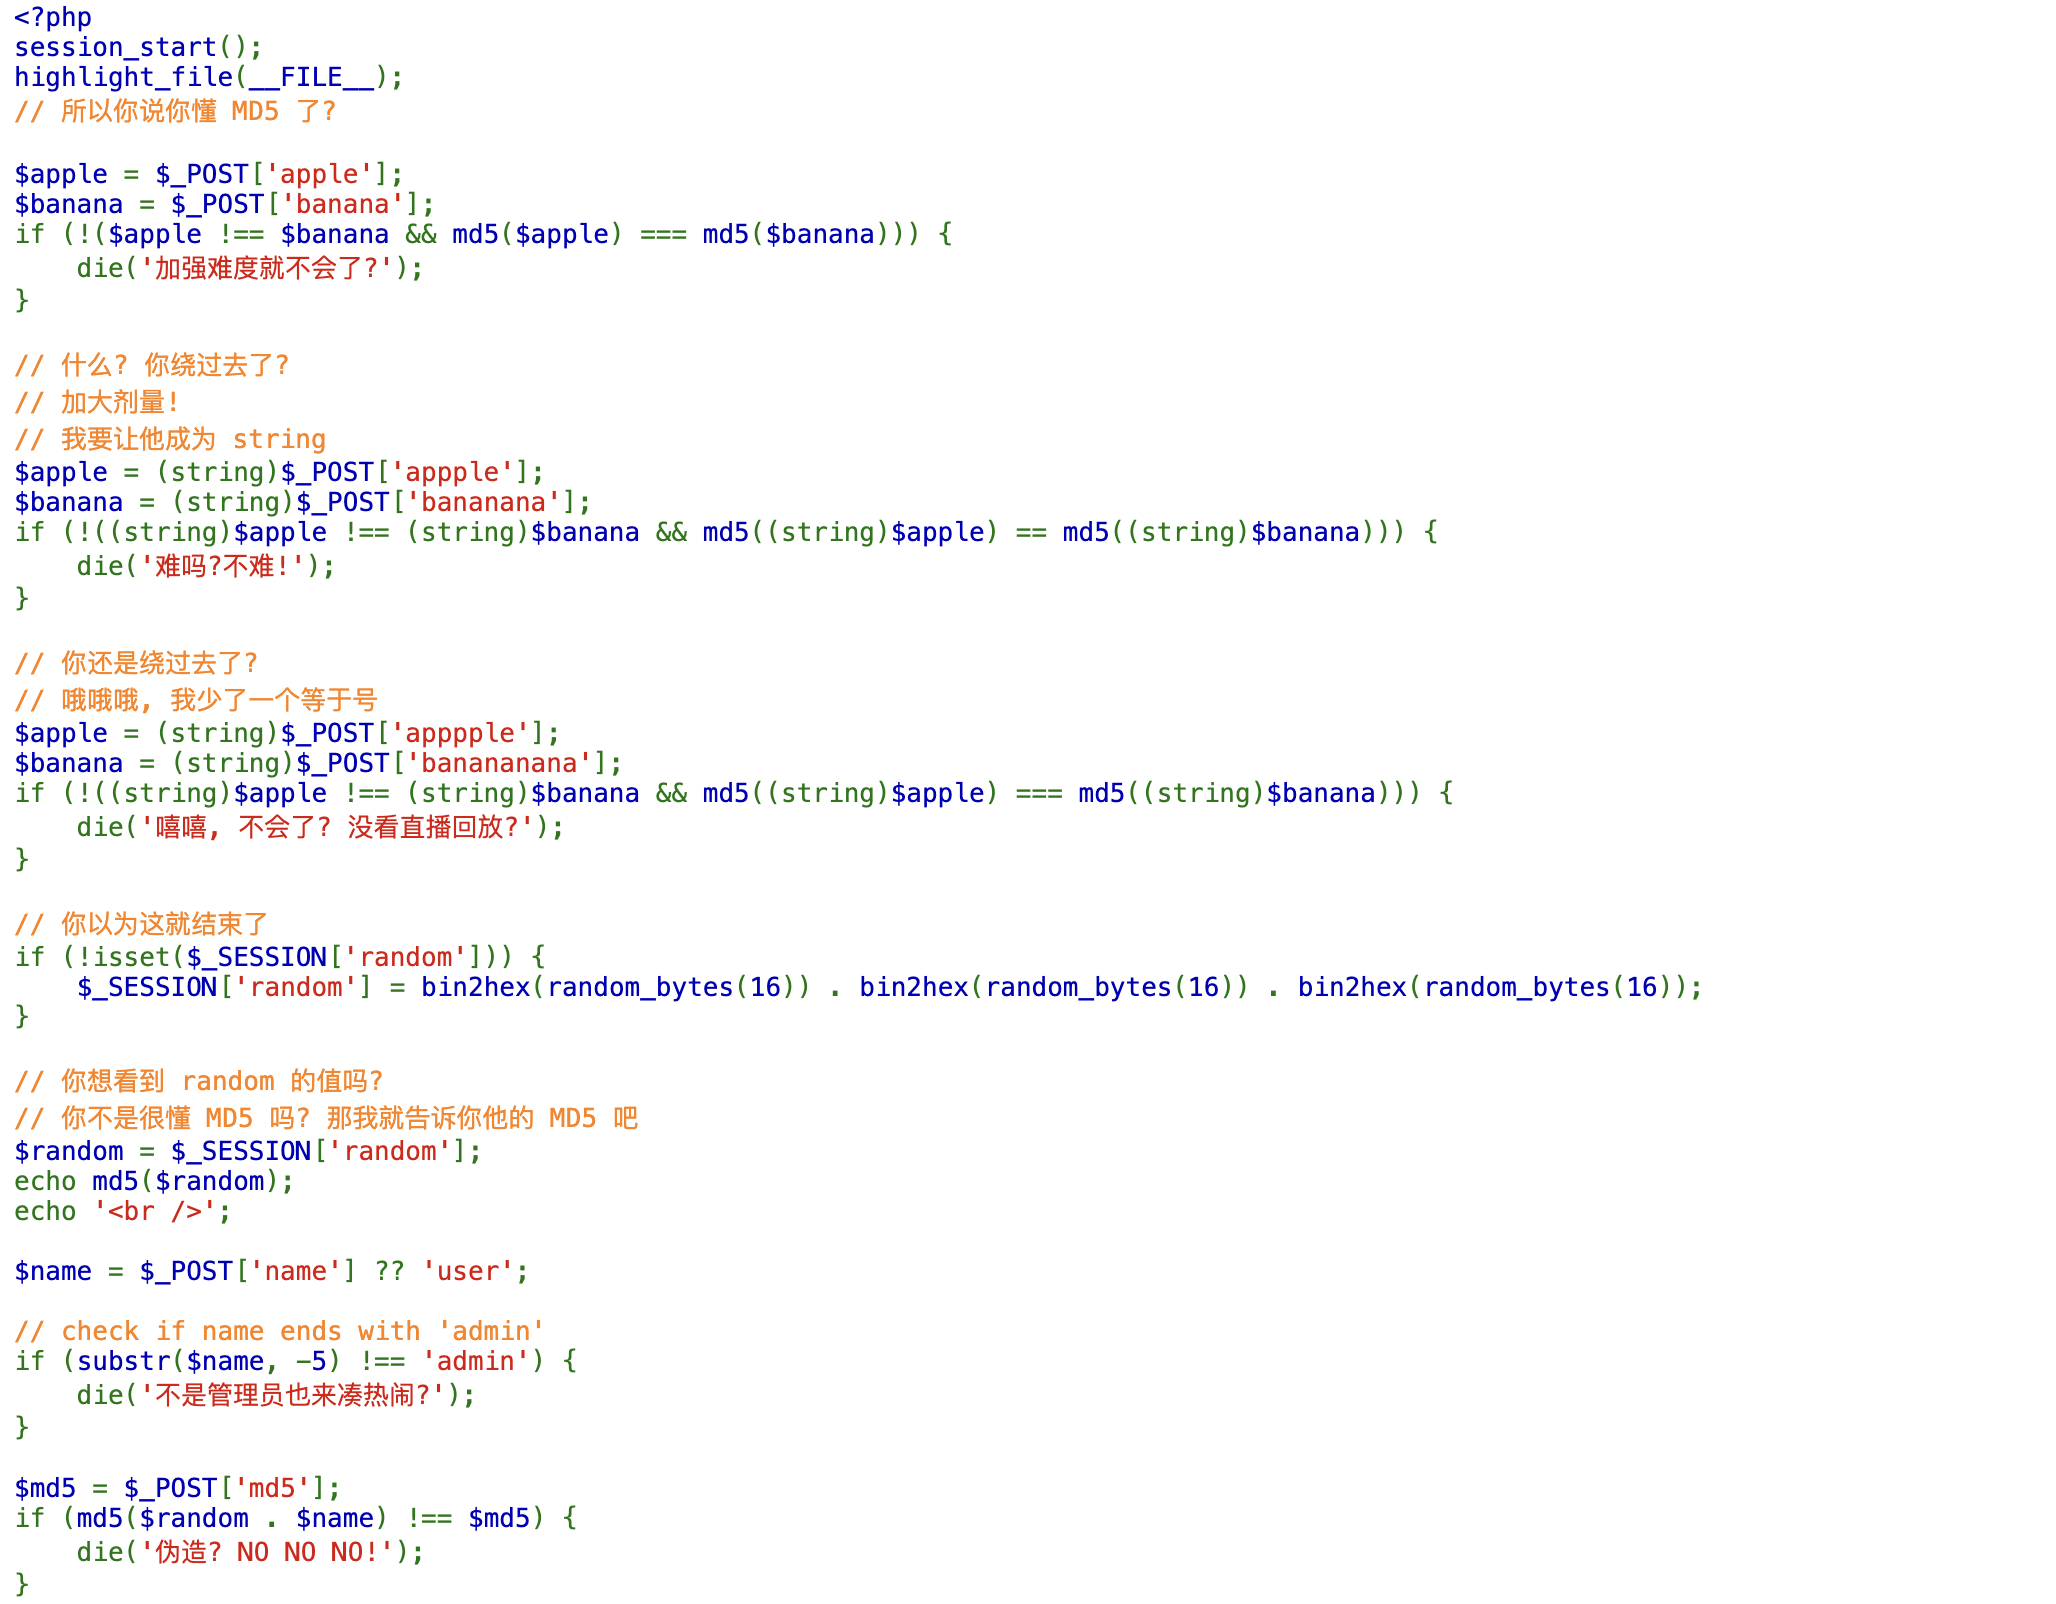 <?php
session_start();
highlight_file(__FILE__);
// 所以你说你懂 MD5 了?
$apple = $_POST['apple'];
$banana = $_POST['banana'];
if (!($apple !== $banana && md5($apple) === md5($banana))) {
    die('加强难度就不会了?');
}
// 什么? 你绕过去了?
// 加大剂量!
// 我要让他成为 string
$apple = (string)$_POST['appple'];
$banana = (string)$_POST['bananana'];
if (!((string)$apple !== (string)$banana && md5((string)$apple) == md5((string)$banana))) {
    die('难吗?不难!');
}
// 你还是绕过去了?
// 哦哦哦, 我少了一个等于号
$apple = (string)$_POST['apppple'];
$banana = (string)$_POST['banananana'];
if (!((string)$apple !== (string)$banana && md5((string)$apple) === md5((string)$banana))) {
    die('嘻嘻, 不会了? 没看直播回放?');
}
// 你以为这就结束了
if (!isset($_SESSION['random'])) {
    $_SESSION['random'] = bin2hex(random_bytes(16)) . bin2hex(random_bytes(16)) . bin2hex(random_bytes(16));
}
// 你想看到 random 的值吗?
// 你不是很懂 MD5 吗? 那我就告诉你他的 MD5 吧
$random = $_SESSION['random'];
echo md5($random);
echo '<br />';
$name = $_POST['name'] ?? 'user';
// check if name ends with 'admin'
if (substr($name, -5) !== 'admin') {
    die('不是管理员也来凑热闹?');
}
$md5 = $_POST['md5'];
if (md5($random . $name) !== $md5) {
    die('伪造? NO NO NO!');
}